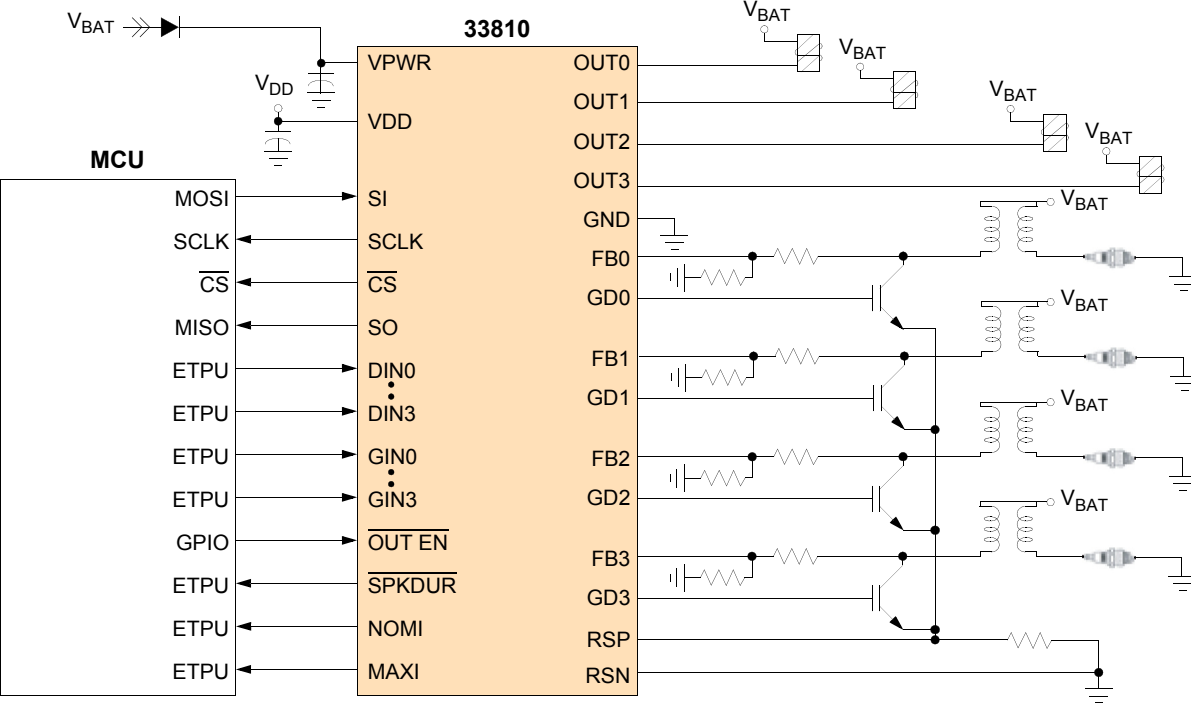 VBAT
33810
VDD
MCU
MOSI
SCLK
CS
MISO
ETPU
ETPU
ETPU
ETPU
GPIO
ETPU
ETPU
ETPU
VPWR
VDD
SI
SCLK
CS
SO
DIN0
DIN3
GIN0
GIN3
OUT EN
SPKDUR
NOMI
MAXI
OUT0
OUT1
OUT2
OUT3
GND
FB0
GD0
FB1
GD1
FB2
GD2
FB3
GD3
RSP
RSN
VBAT
VBAT
VBAT
VBAT
VBAT
VBAT
VBAT
VBAT